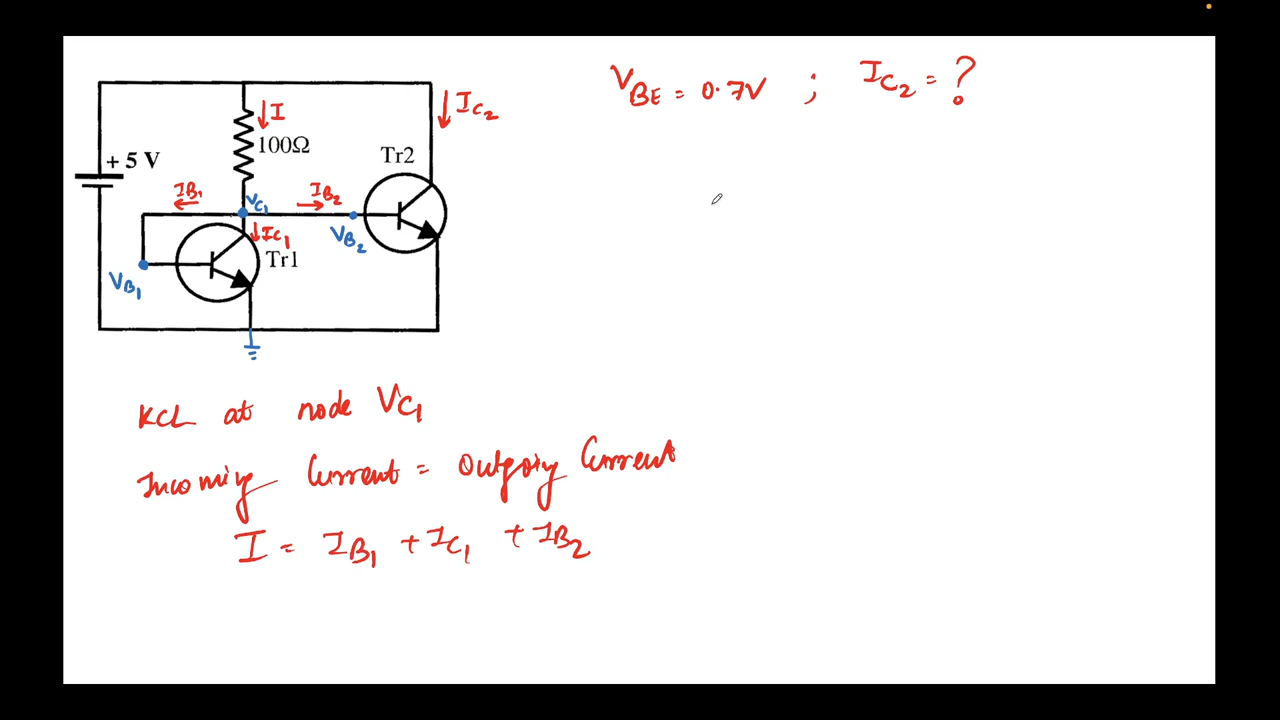 V_BE = 0.7V ; I_C2 = ?
I
I_C2
100Ω
+ 5 V
Tr2
I_B1
V_C1
I_B2
I_C1
V_B2
Tr1
V_B1
KCL at node V_C1
Incoming Current = Outgoing Current
I = I_B1 + I_C1 + I_B2